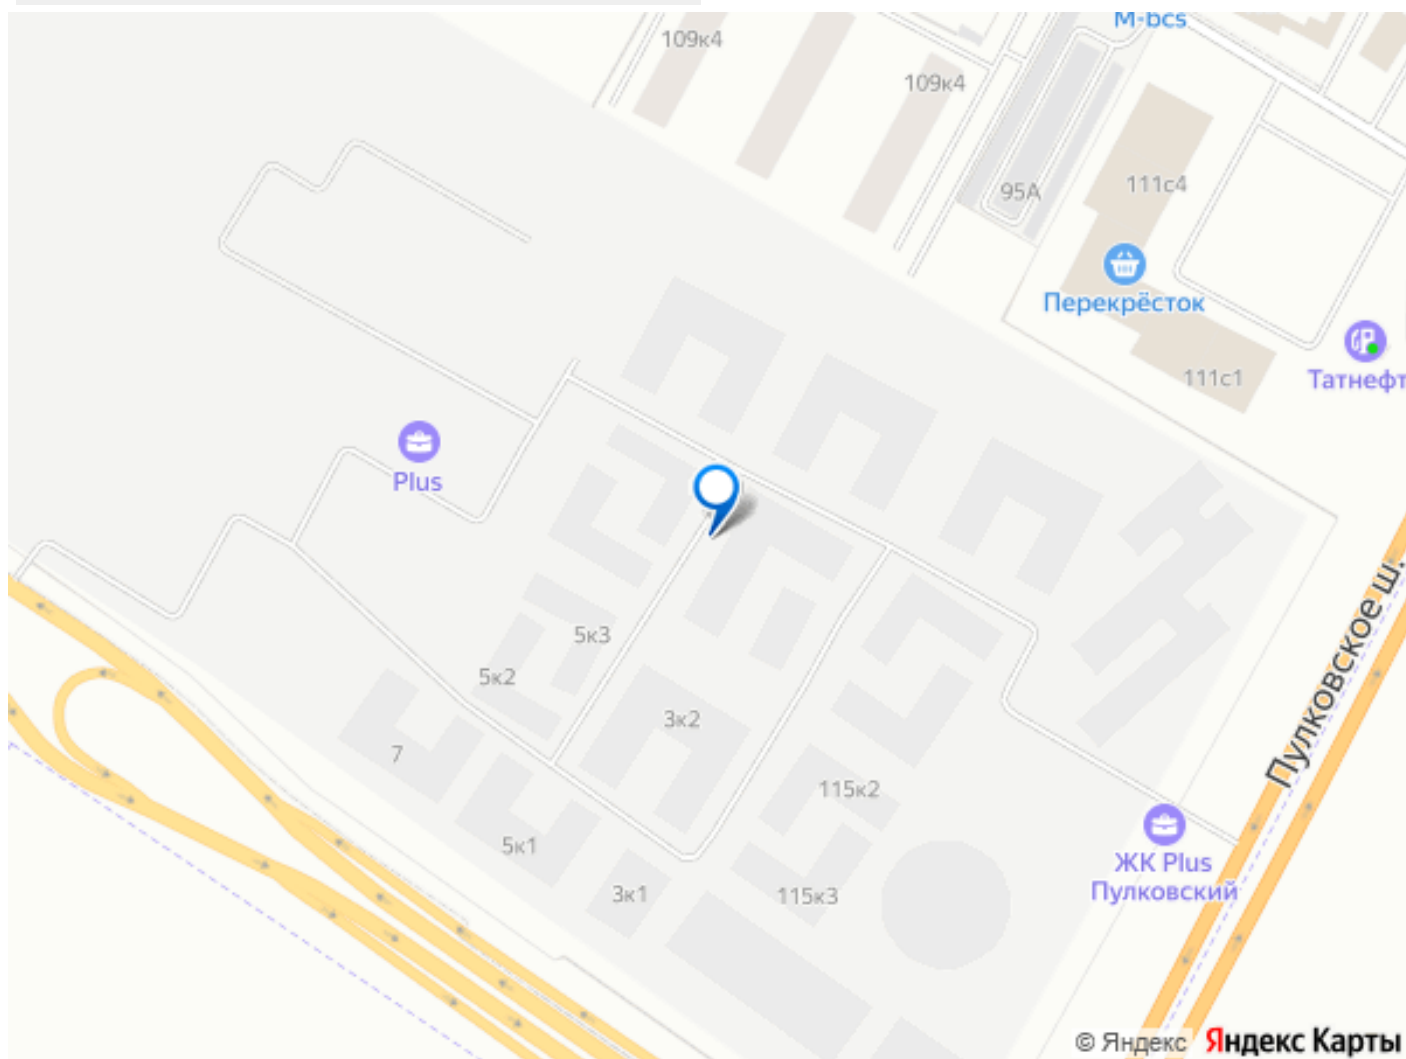 M-bcs
109к4
109к4
111с4
95А
Перекрёсток
111с1
Татнефт
Plus
Пулковское ш.
5к3
5к2
3к2
7
115к2
5к1
ЖК Plus
Пулковский
3к1
115к3
© Яндекс Яндекс Карты